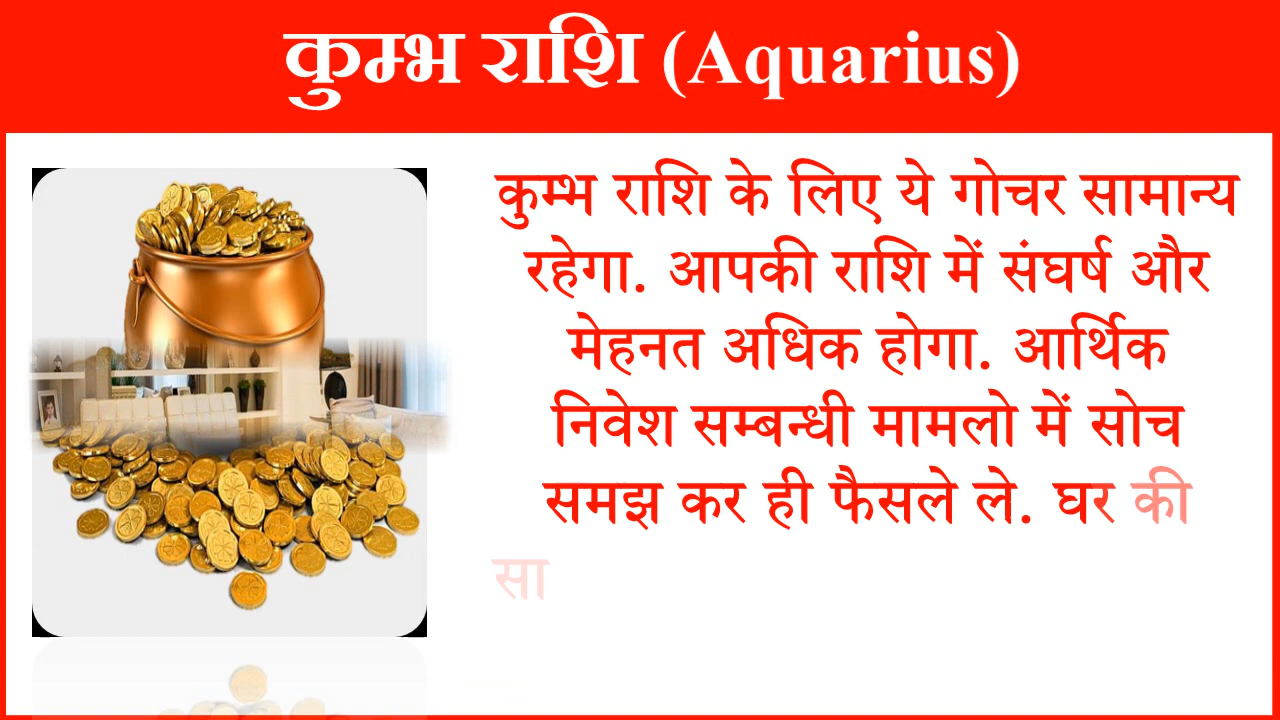 कुम्भ राशि (Aquarius)
कुम्भ राशि के लिए ये गोचर सामान्य
रहेगा. आपकी राशि में संघर्ष और
मेहनत अधिक होगा. आर्थिक
निवेश सम्बन्धी मामलो में सोच
समझ कर ही फैसले ले. घर की
सा